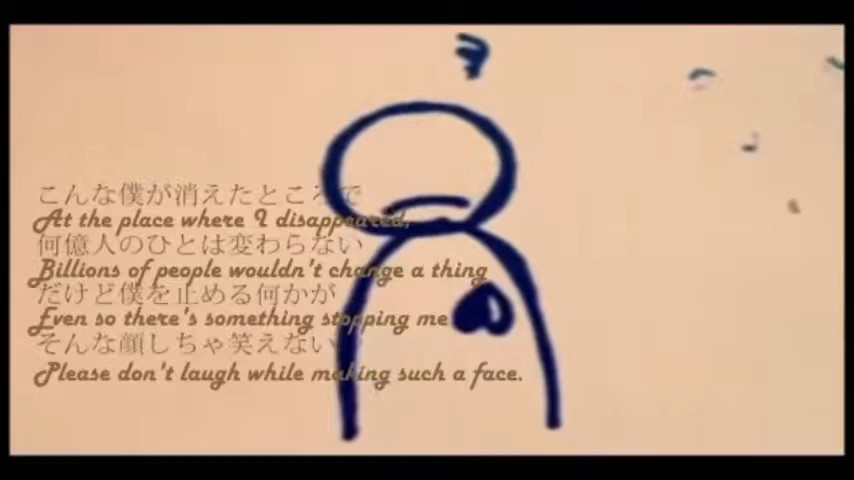 こんな僕が消えたところで
At the place where I disappeared,
何億人のひとは変わらない
Billions of people wouldn't change a thing
だけど僕を止める何かが
Even so there's something stopping me
そんな顔しちゃ笑えない
Please don't laugh while making such a face.